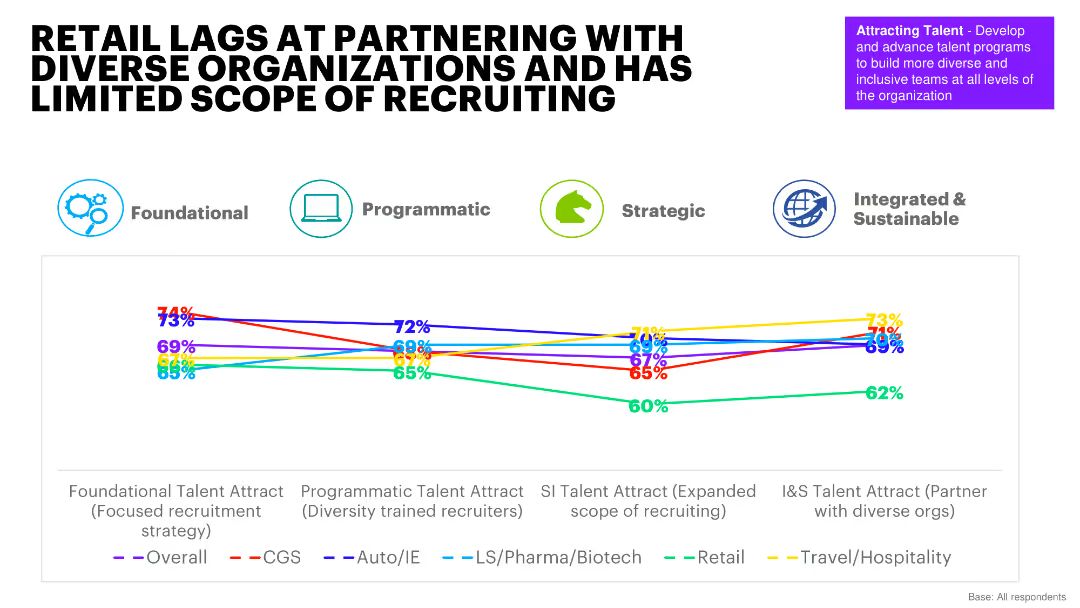 RETAIL LAGS AT PARTNERING WITH
DIVERSE ORGANIZATIONS AND HAS
LIMITED SCOPE OF RECRUITING
Attracting Talent - Develop
and advance talent programs
to build more diverse and
inclusive teams at all levels of
the organization
Foundational
Programmatic
Strategic
Integrated &
Sustainable
74%
73%
69%
67%
65%
72%
69%
67%
65%
71%
70%
69%
67%
65%
60%
73%
71%
70%
69%
62%
Foundational Talent Attract
(Focused recruitment
strategy)
Programmatic Talent Attract
(Diversity trained recruiters)
SI Talent Attract (Expanded
scope of recruiting)
I&S Talent Attract (Partner
with diverse orgs)
Overall
CGS
Auto/IE
LS/Pharma/Biotech
Retail
Travel/Hospitality
Base: All respondents